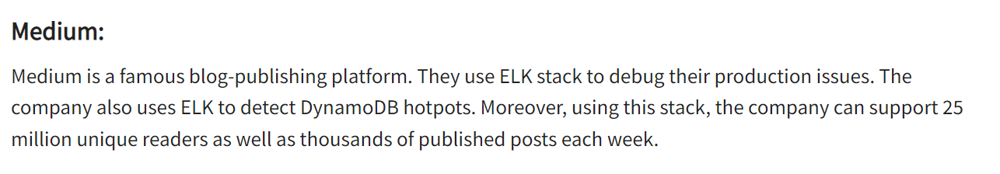 Medium:
Medium is a famous blog-publishing platform. They use ELK stack to debug their production issues. The
company also uses ELK to detect DynamoDB hotpots. Moreover, using this stack, the company can support 25
million unique readers as well as thousands of published posts each week.